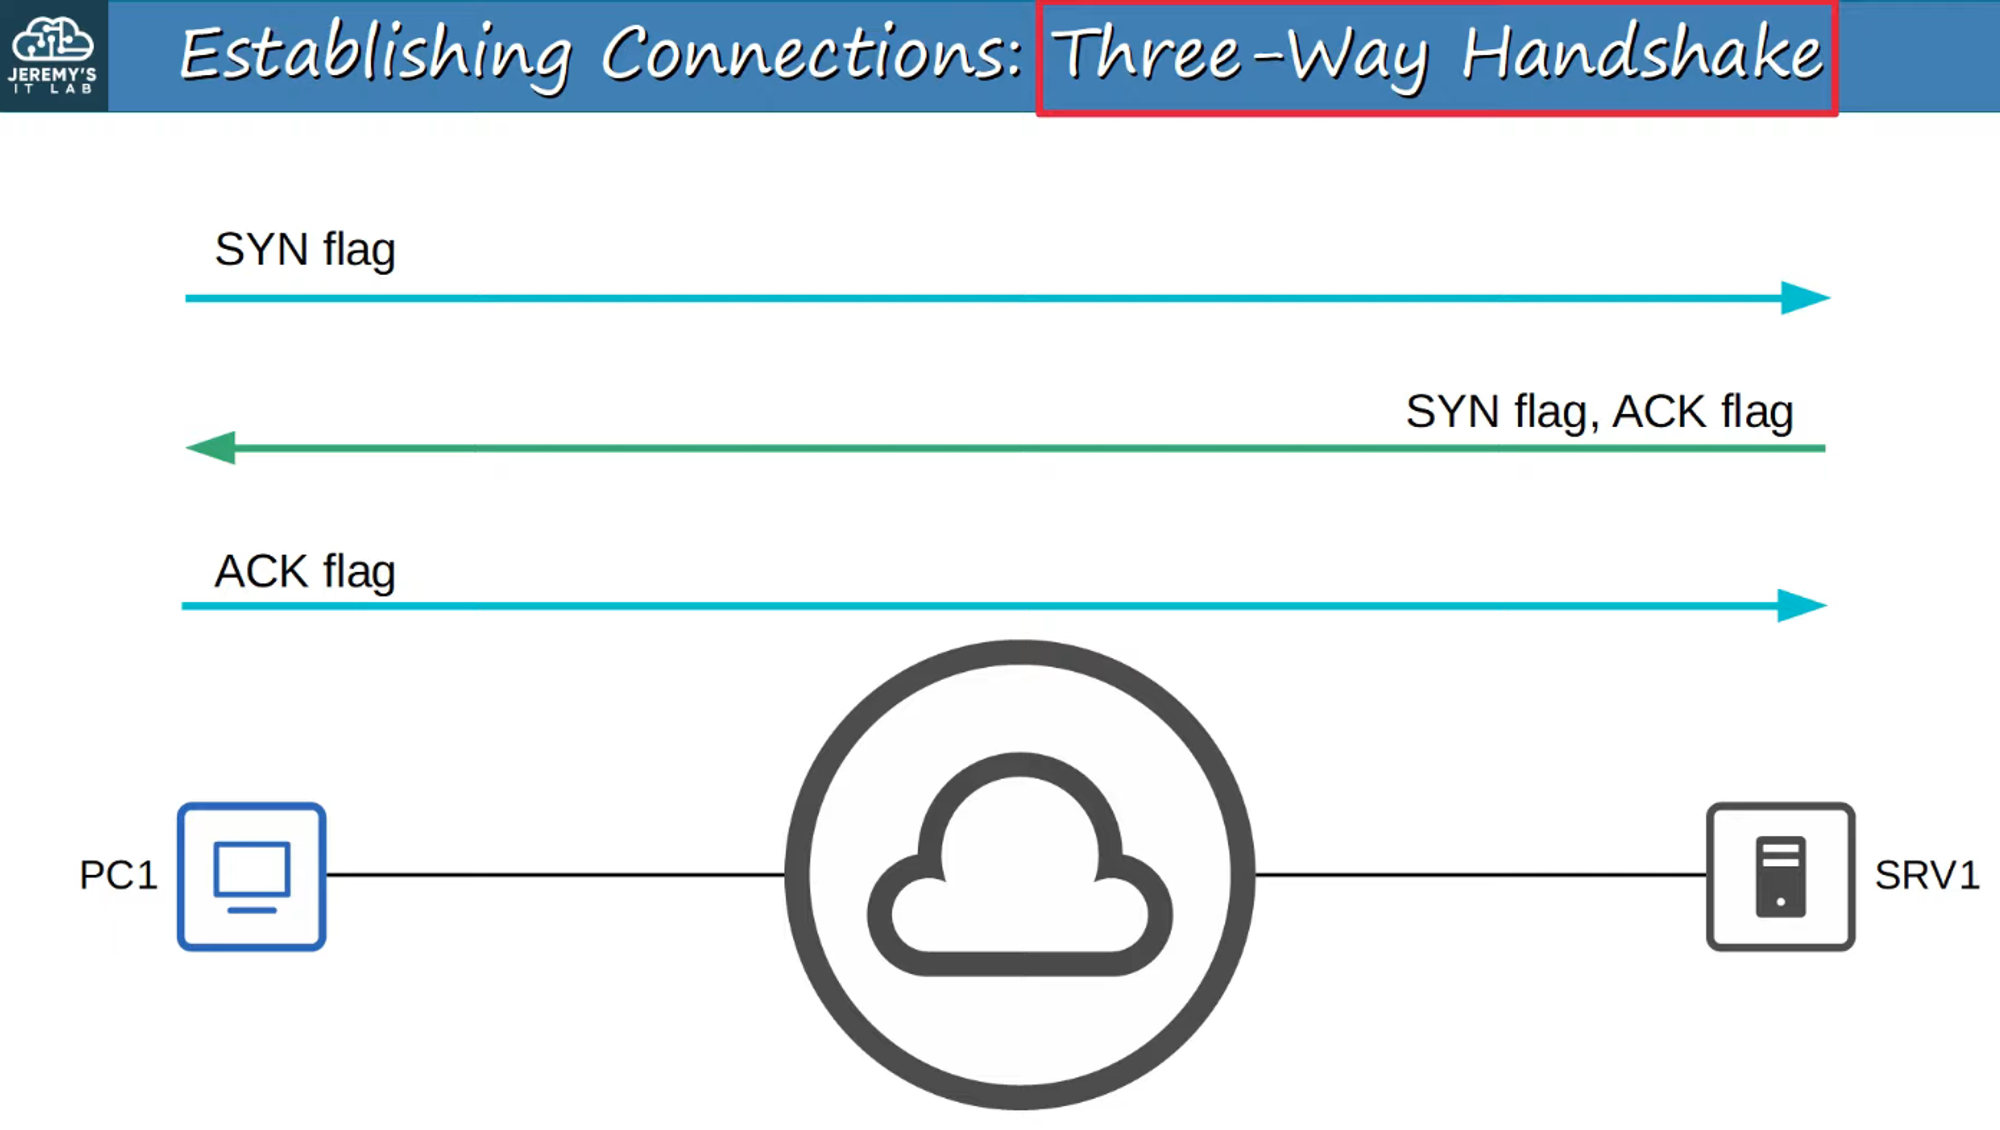 JEREMY'S
IT LAB
Establishing Connections: Three-Way Handshake
SYN flag
SYN flag, ACK flag
ACK flag
PC1
SRV1